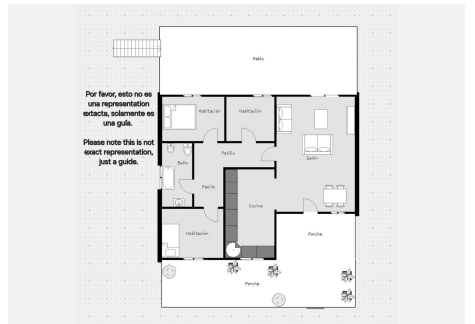 Patio
Por favor, esto no es
una representation
extacta, solamente es
una guía.
Please note this is not
exact representation,
just a guide.
Habitación
Habitación
Pasillo
Salón
Baño
Pasillo
Cocina
Habitación
Porche
Porche